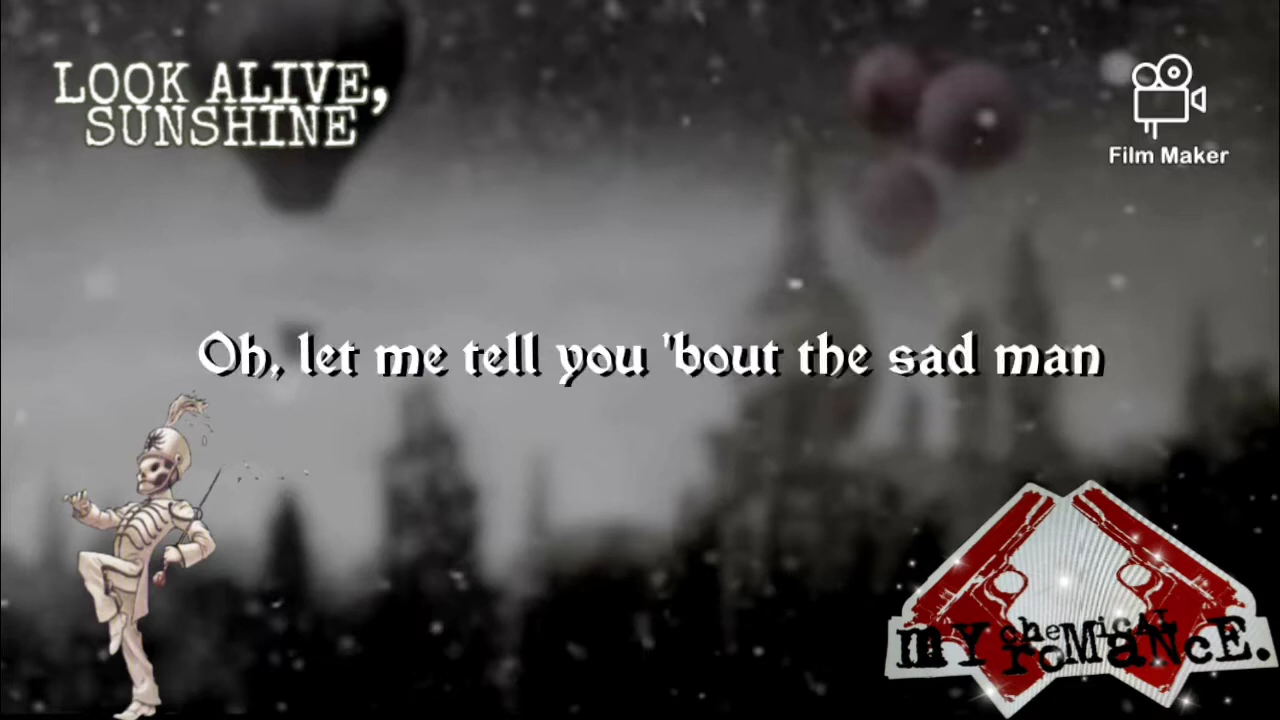 LOOK ALIVE,
SUNSHINE
Film Maker
Oh, let me tell you 'bout the sad man
mY cheMicaL
roMaNcE.